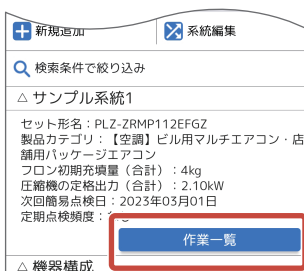 新規追加
系統編集
検索条件で絞り込み
△ サンプル系統1
セット形名：PLZ-ZRMP112EFGZ
製品カテゴリ：【空調】ビル用マルチエアコン・店
舗用パッケージエアコン
フロン初期充填量（合計）：4kg
圧縮機の定格出力（合計）：2.10kW
次回簡易点検日：2023年03月01日
定期点検頻度：
作業一覧
△ 機器構成